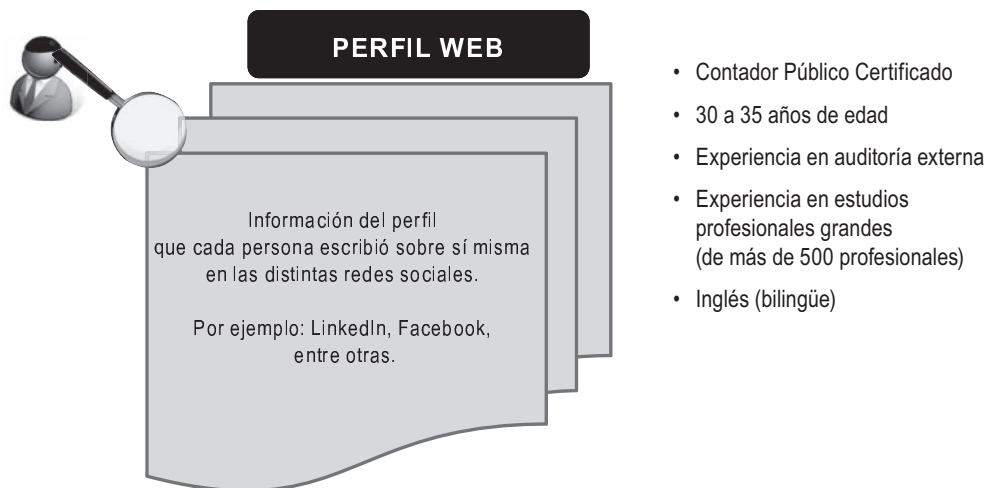 PERFIL WEB
Información del perfil
que cada persona escribió sobre sí misma
en las distintas redes sociales.
Por ejemplo: LinkedIn, Facebook,
entre otras.
• Contador Público Certificado
• 30 a 35 años de edad
• Experiencia en auditoría externa
• Experiencia en estudios
profesionales grandes
(de más de 500 profesionales)
• Inglés (bilingüe)